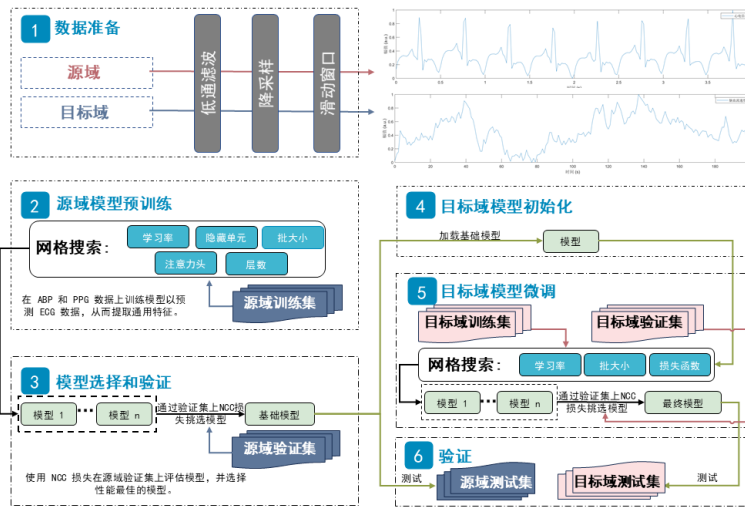 1 数据准备
源域
目标域
低通滤波
降采样
滑动窗口
2 源域模型预训练
网格搜索：
学习率
隐藏单元
批大小
注意力头
层数
在 ABP 和 PPG 数据上训练模型以预
测 ECG 数据，从而提取通用特征。
源域训练集
3 模型选择和验证
模型 1
模型 n
通过验证集上NCC损
失挑选模型
基础模型
源域验证集
使用 NCC 损失在源域验证集上评估模型，并选择
性能最佳的模型。
4 目标域模型初始化
加载基础模型
模型
5 目标域模型微调
目标域训练集
目标域验证集
网格搜索：
学习率
批大小
损失函数
模型 1
模型 n
通过验证集上NCC
损失挑选模型
最终模型
6 验证
测试
源域测试集
目标域测试集
测试